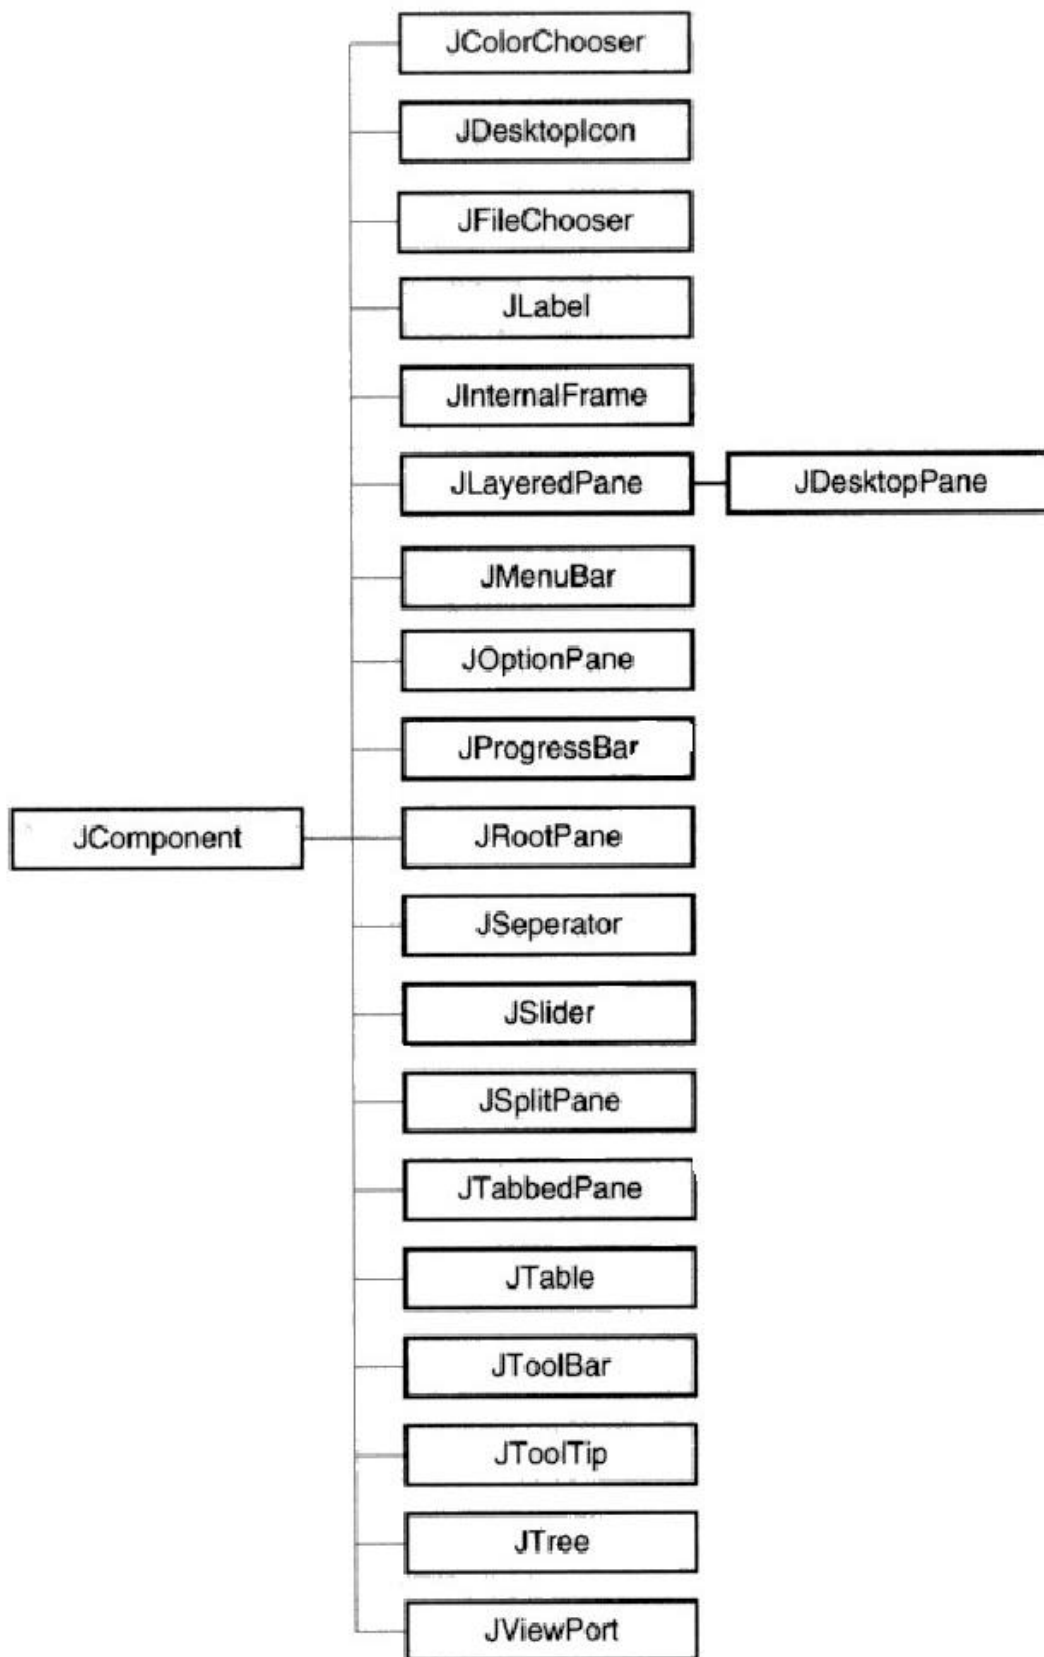 JColorChooser
JDesktopIcon
JFileChooser
JLabel
JInternalFrame
JLayeredPane
JDesktopPane
JMenuBar
JOptionPane
JProgressBar
JComponent
JRootPane
JSeperator
JSlider
JSplitPane
JTabbedPane
JTable
JToolBar
JToolTip
JTree
JViewPort